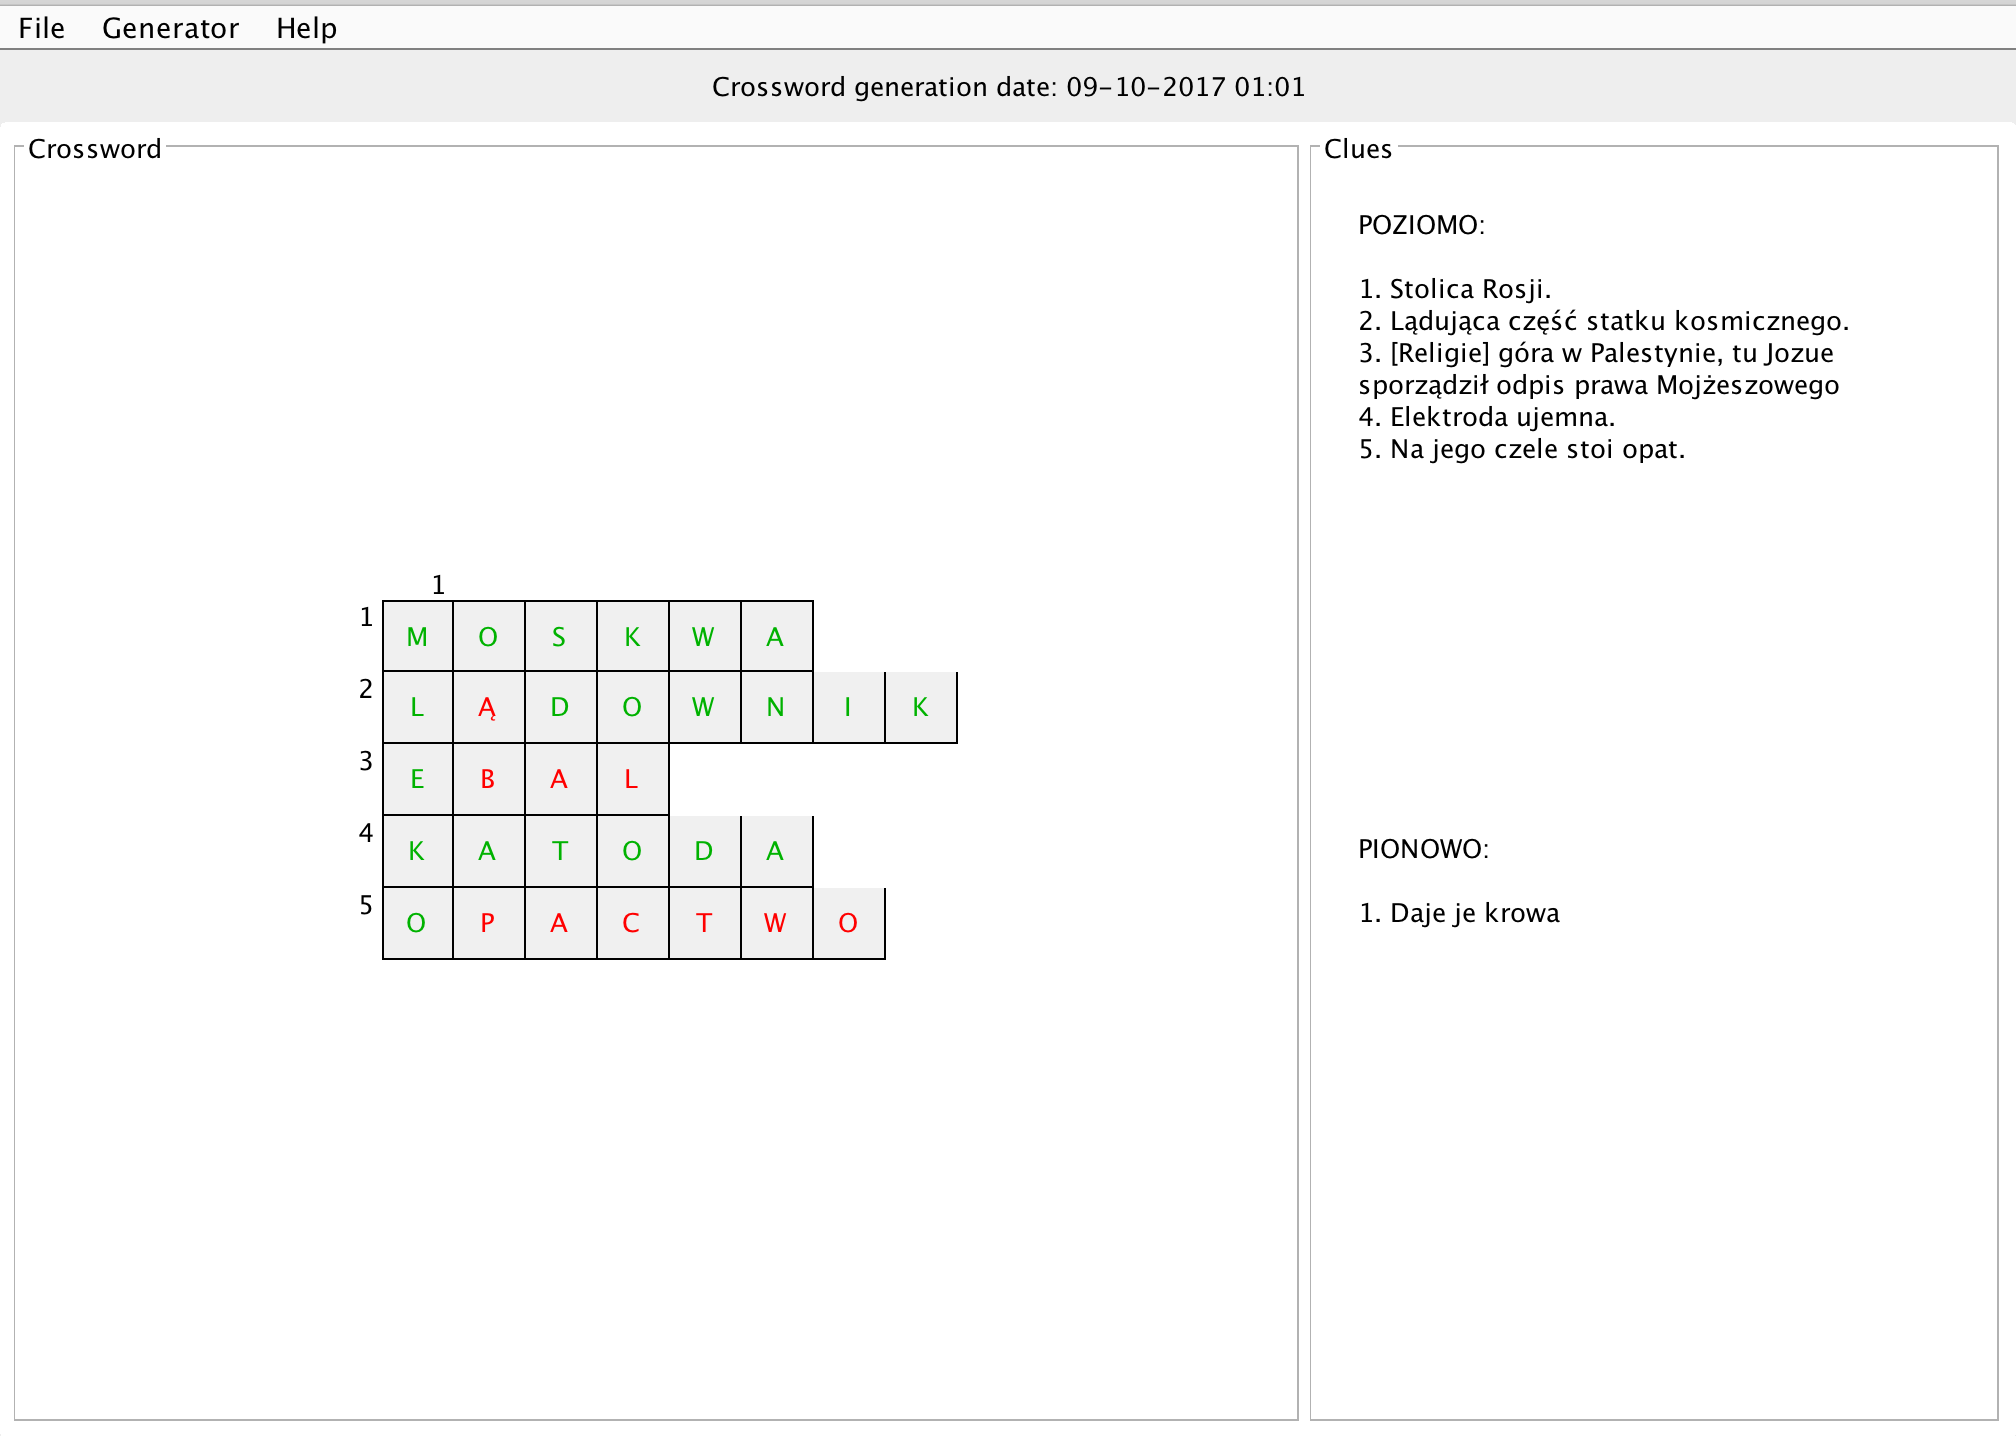 File Generator Help
Crossword generation date: 09-10-2017 01:01
Crossword
1
1 M O S K W A
2 L Ą D O W N I K
3 E B A L
4 K A T O D A
5 O P A C T W O
Clues
POZIOMO:
1. Stolica Rosji.
2. Lądująca część statku kosmicznego.
3. [Religie] góra w Palestynie, tu Jozue
sporządził odpis prawa Mojżeszowego
4. Elektroda ujemna.
5. Na jego czele stoi opat.
PIONOWO:
1. Daje je krowa